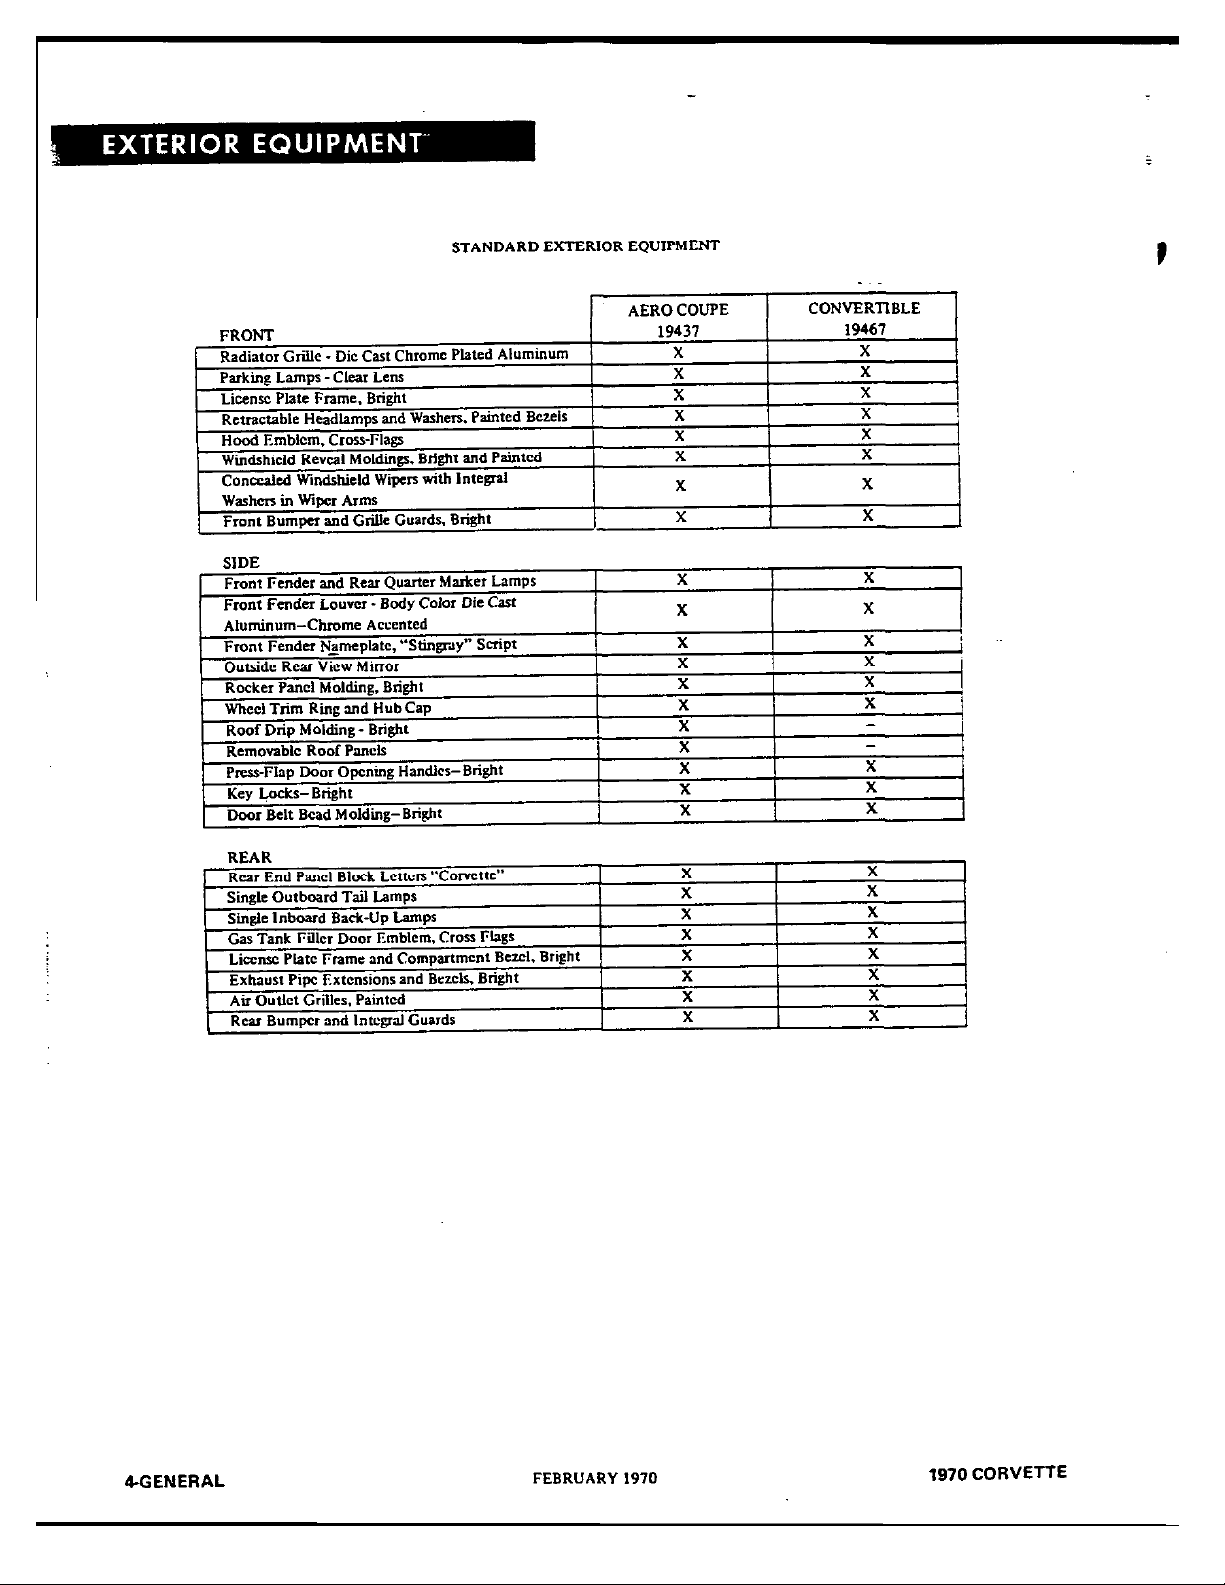 EXTERIOR EQUIPMENT
STANDARD EXTERIOR EQUIPMENT
AERO COUPE CONVERTIBLE
FRONT 19437 19467
Radiator Grille - Die Cast Chrome Plated Aluminum X X
Parking Lamps - Clear Lens X X
License Plate Frame, Bright X X
Retractable Headlamps and Washers, Painted Bezels X X
Hood Emblem, Cross-Flags X X
Windshield Reveal Moldings, Bright and Painted X X
Concealed Windshield Wipers with Integral
Washers in Wiper Arms X X
Front Bumper and Grille Guards, Bright X X
SIDE
Front Fender and Rear Quarter Marker Lamps X X
Front Fender Louver - Body Color Die Cast
Aluminum—Chrome Accented X X
Front Fender Nameplate, "Stingray" Script X X
Outside Rear View Mirror X X
Rocker Panel Molding, Bright X X
Wheel Trim Ring and Hub Cap X X
Roof Drip Molding - Bright X –
Removable Roof Panels X –
Press-Flap Door Opening Handles—Bright X X
Key Locks—Bright X X
Door Belt Bead Molding—Bright X X
REAR
Rear End Panel Block Letters "Corvette" X X
Single Outboard Tail Lamps X X
Single Inboard Back-Up Lamps X X
Gas Tank Filler Door Emblem, Cross Flags X X
License Plate Frame and Compartment Bezel, Bright X X
Exhaust Pipe Extensions and Bezels, Bright X X
Air Outlet Grilles, Painted X X
Rear Bumper and Integral Guards X X
4-GENERAL FEBRUARY 1970 1970 CORVETTE